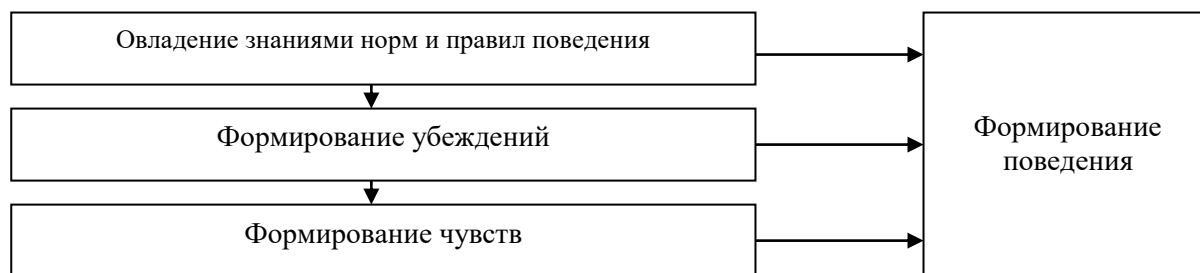 Овладение знаниями норм и правил поведения
Формирование убеждений
Формирование чувств
Формирование
поведения